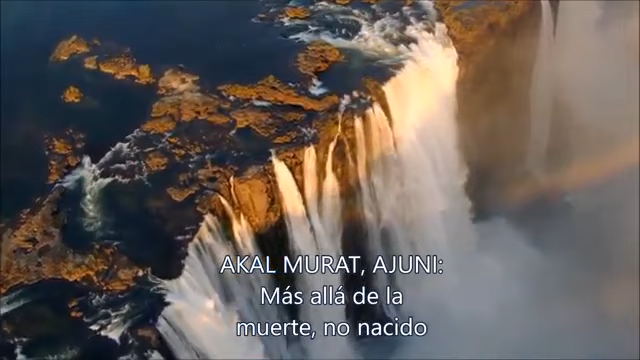 AKAL MURAT, AJUNI:
Más allá de la
muerte, no nacido